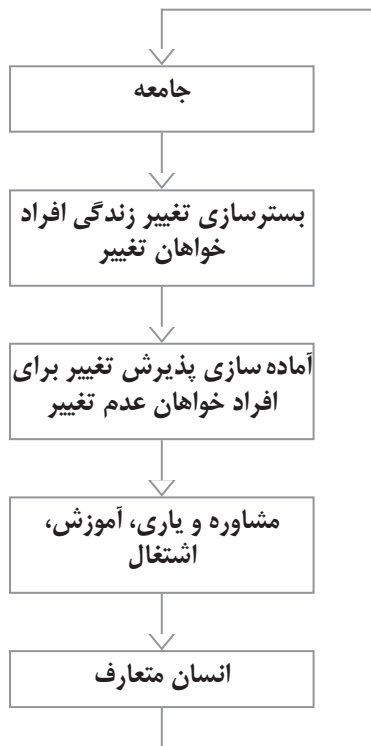 جامعه
بسترسازی تغییر زندگی افراد
خواهان تغییر
آماده سازی پذیرش تغییر برای
افراد خواهان عدم تغییر
مشاوره و یاری، آموزش،
اشتغال
انسان متعارف